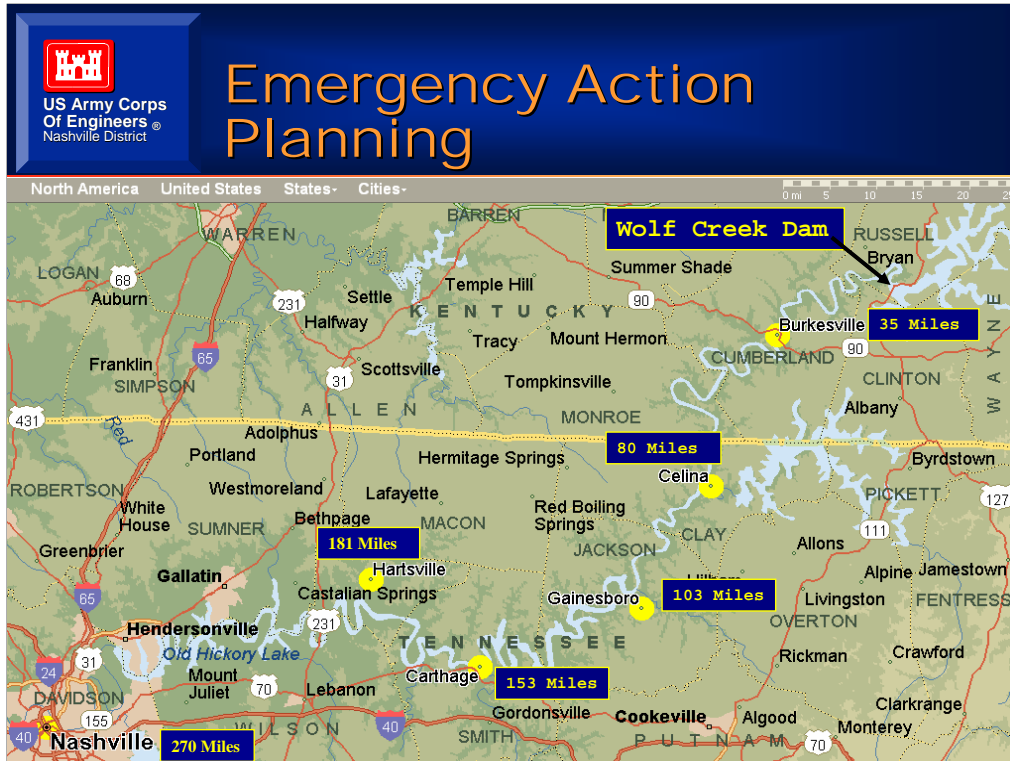 US Army Corps
Of Engineers ®
Nashville District
Emergency Action
Planning
North America United States States Cities
0 mi 5 10 15 20 25
BARREN
Wolf Creek Dam
RUSSELL
WARREN
Bryan
LOGAN
68
Summer Shade
Auburn
231
Settle
Temple Hill
90
Halfway
KENTUCKY
WAYNE
Burkesville
35 Miles
Franklin
65
Tracy
Mount Hermon
CUMBERLAND
90
SIMPSON
31
Scottsville
Tompkinsville
CLINTON
431
Red
ALLEN
MONROE
Albany
Adolphus
80 Miles
Portland
Hermitage Springs
Byrdstown
Celina
ROBERTSON
Westmoreland
Lafayette
PICKETT
127
White
House
SUMNER
Bethpage
MACON
Red Boiling
Springs
CLAY
111
181 Miles
JACKSON
Allons
Greenbrier
Gallatin
Hartsville
Alpine
Jamestown
Castalian Springs
Gainesboro
103 Miles
Livingston
FENTRESS
65
OVERTON
Hendersonville
231
TENNESSEE
31
Old Hickory Lake
Rickman
Crawford
24
Mount
Juliet
Carthage
153 Miles
DAVIDSON
70
Lebanon
Gordonsville
Clarkrange
155
Cookeville
Algood
40
WILSON
40
SMITH
Monterey
Nashville
270 Miles
PUTNAM
70